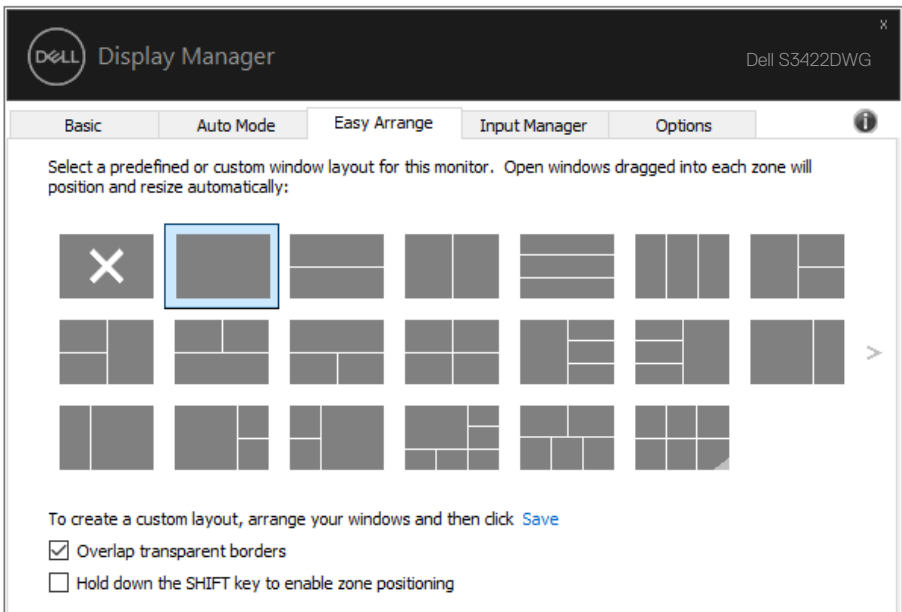 x
DELL Display Manager
Dell S3422DWG
Basic Auto Mode Easy Arrange Input Manager Options
Select a predefined or custom window layout for this monitor. Open windows dragged into each zone will
position and resize automatically:
To create a custom layout, arrange your windows and then click Save
Overlap transparent borders
Hold down the SHIFT key to enable zone positioning